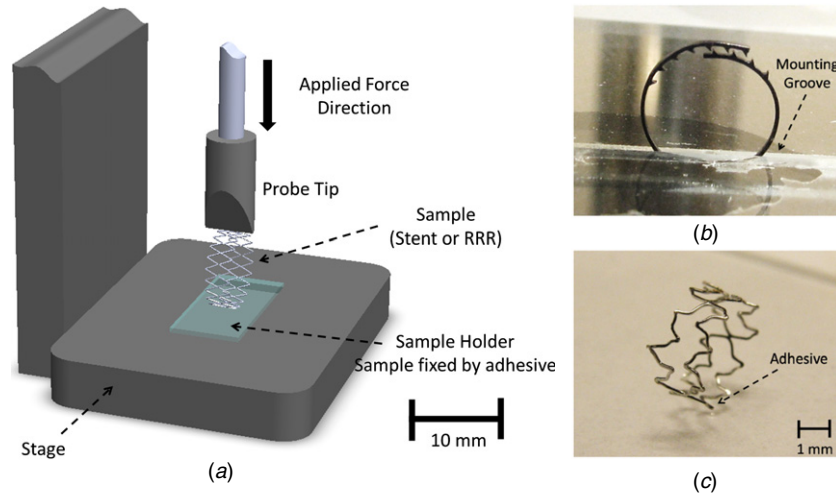 Applied Force
Direction
Probe Tip
Sample
(Stent or RRR)
Sample Holder
Sample fixed by adhesive
Stage
10 mm
(a)
Mounting
Groove
(b)
Adhesive
1 mm
(c)